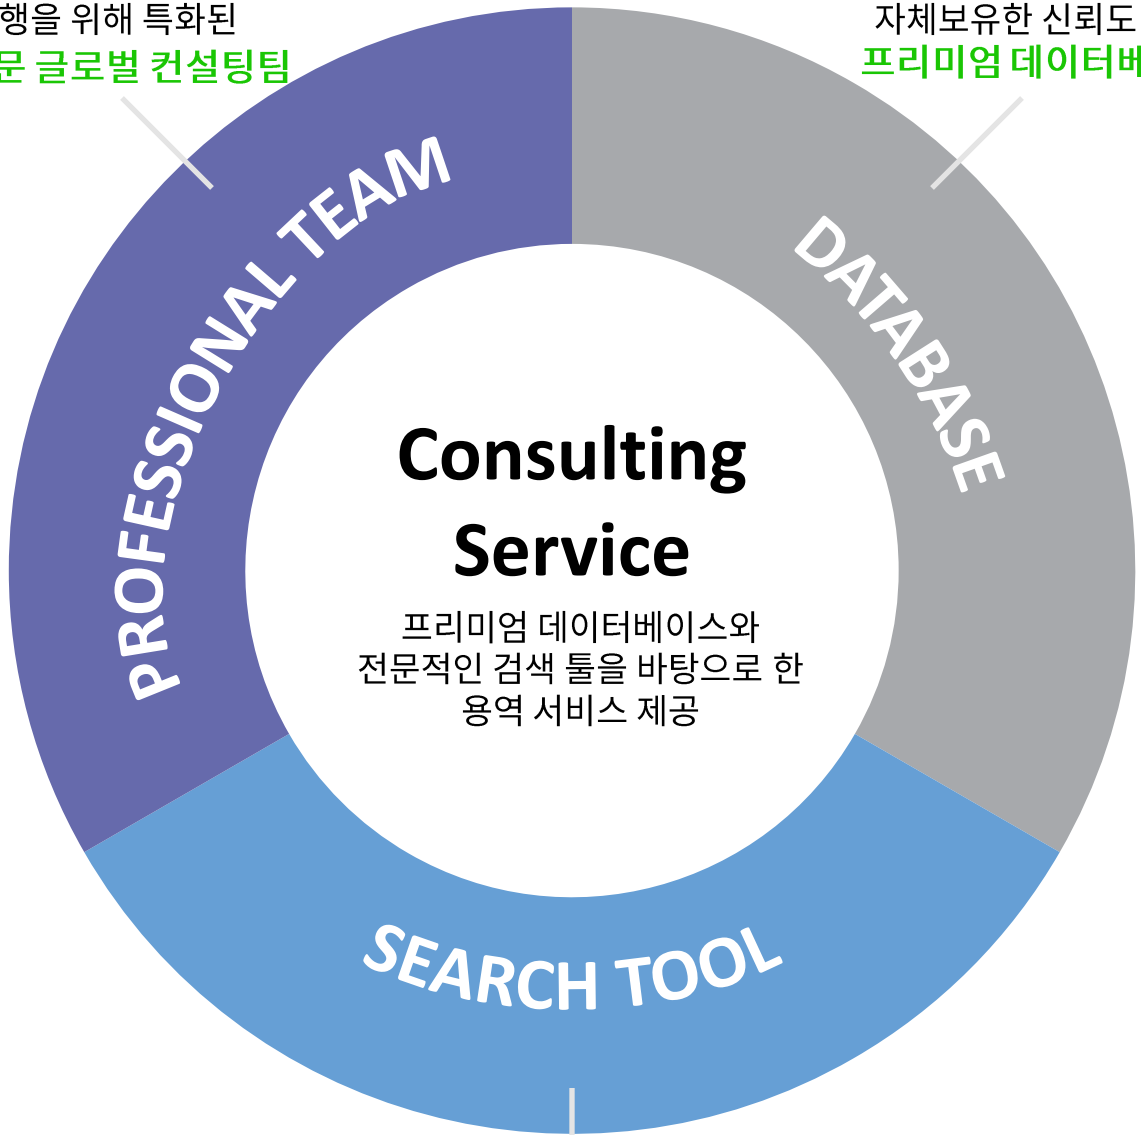 행을 위해 특화된
문 글로벌 컨설팅팀
자체보유한 신뢰도
프리미엄 데이터베
PROFESSIONAL TEAM
DATABASE
Consulting
Service
프리미엄 데이터베이스와
전문적인 검색 툴을 바탕으로 한
용역 서비스 제공
SEARCH TOOL